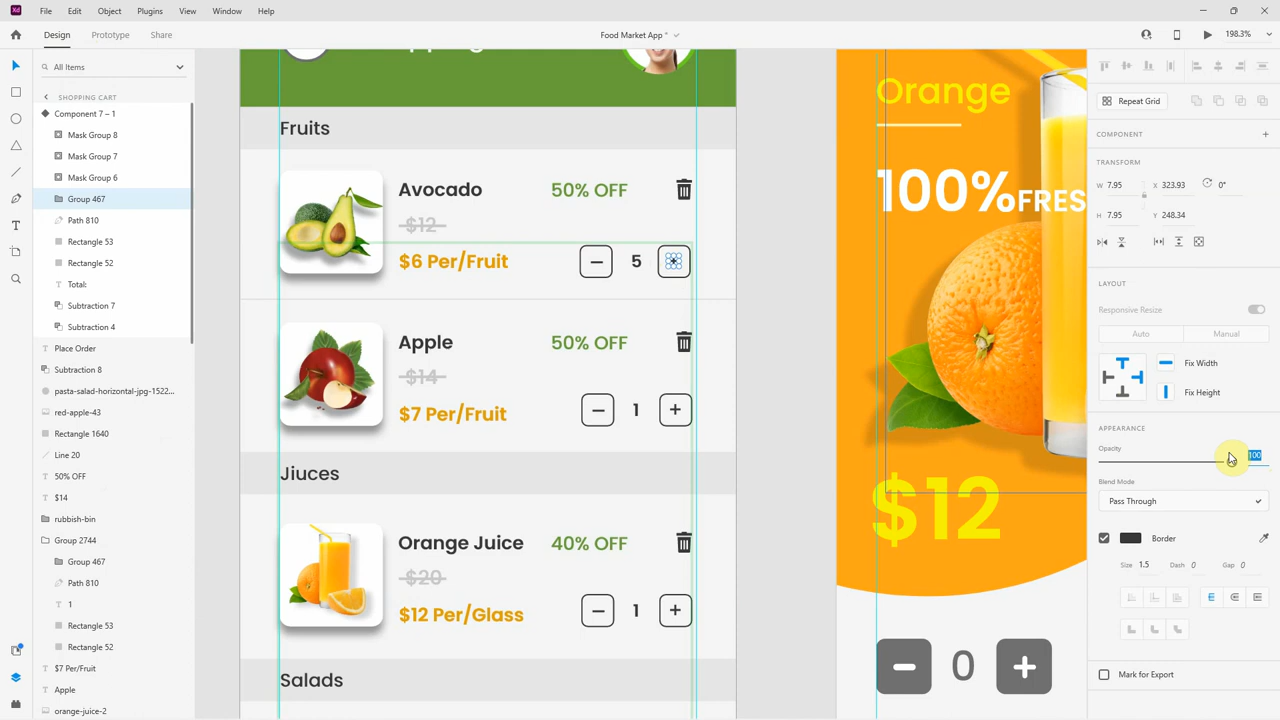 Xd
File
Edit
Object
Plugins
View
Window
Help
Design
Prototype
Share
Food Market App *
198.3%
All Items
SHOPPING CART
Component 7 – 1
Mask Group 8
Mask Group 7
Mask Group 6
Group 467
Path 810
Rectangle 53
Rectangle 52
Total:
Subtraction 7
Subtraction 4
Place Order
Subtraction 8
pasta-salad-horizontal-jpg-1522...
red-apple-43
Rectangle 1640
Line 20
50% OFF
$14
rubbish-bin
Group 2744
Group 467
Path 810
1
Rectangle 53
Rectangle 52
$7 Per/Fruit
Apple
orange-juice-2
Fruits
Avocado
50% OFF
$12
$6 Per/Fruit
5
Apple
50% OFF
$14
$7 Per/Fruit
1
Jiuces
Orange Juice
40% OFF
$20
$12 Per/Glass
1
Salads
Orange
100%FRES
$12
0
Repeat Grid
COMPONENT
TRANSFORM
W 7.95
X 323.93
0°
H 7.95
Y 248.34
LAYOUT
Responsive Resize
Auto
Manual
Fix Width
Fix Height
APPEARANCE
Opacity
100
Blend Mode
Pass Through
Border
Size 1.5
Dash 0
Gap 0
Mark for Export